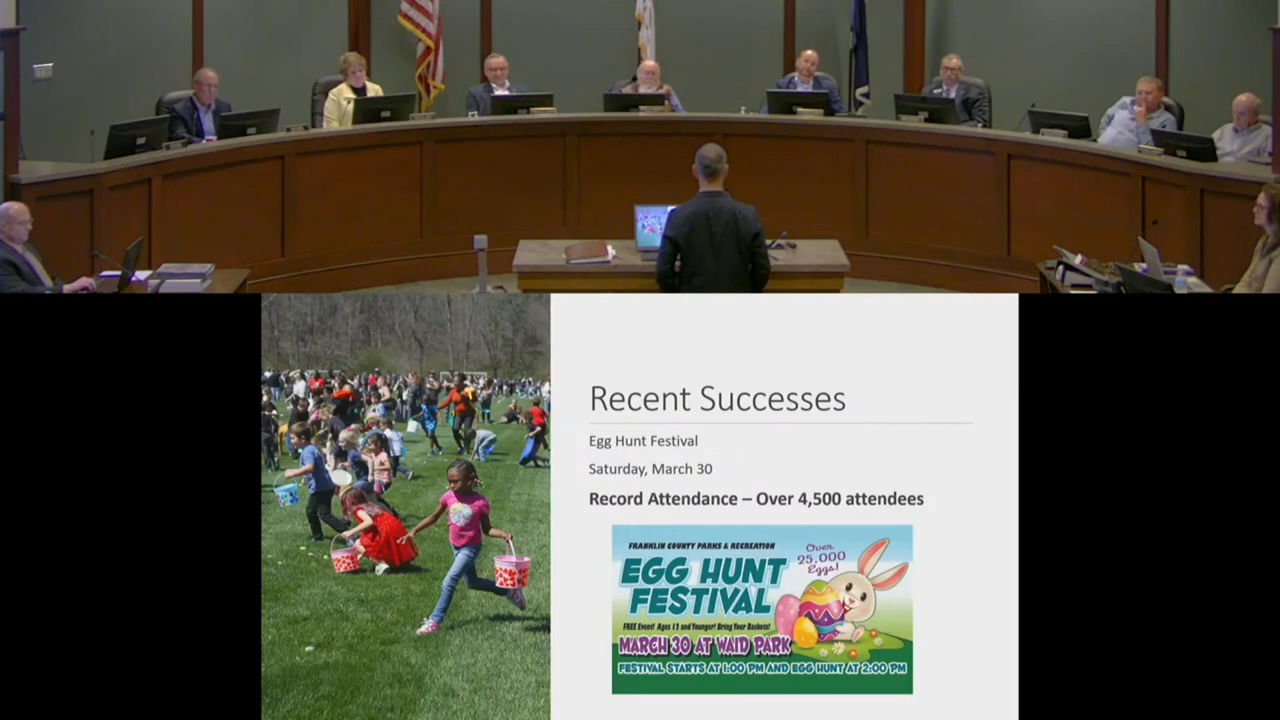 Recent Successes
Egg Hunt Festival
Saturday, March 30
Record Attendance – Over 4,500 attendees
FRANKLIN COUNTY PARKS & RECREATION
Over
25,000
Eggs!
EGG HUNT
FESTIVAL
FREE Event! Ages 11 and Younger! Bring Your Baskets!
MARCH 30 AT WAID PARK
FESTIVAL STARTS AT 1:00 PM AND EGG HUNT AT 2:00 PM